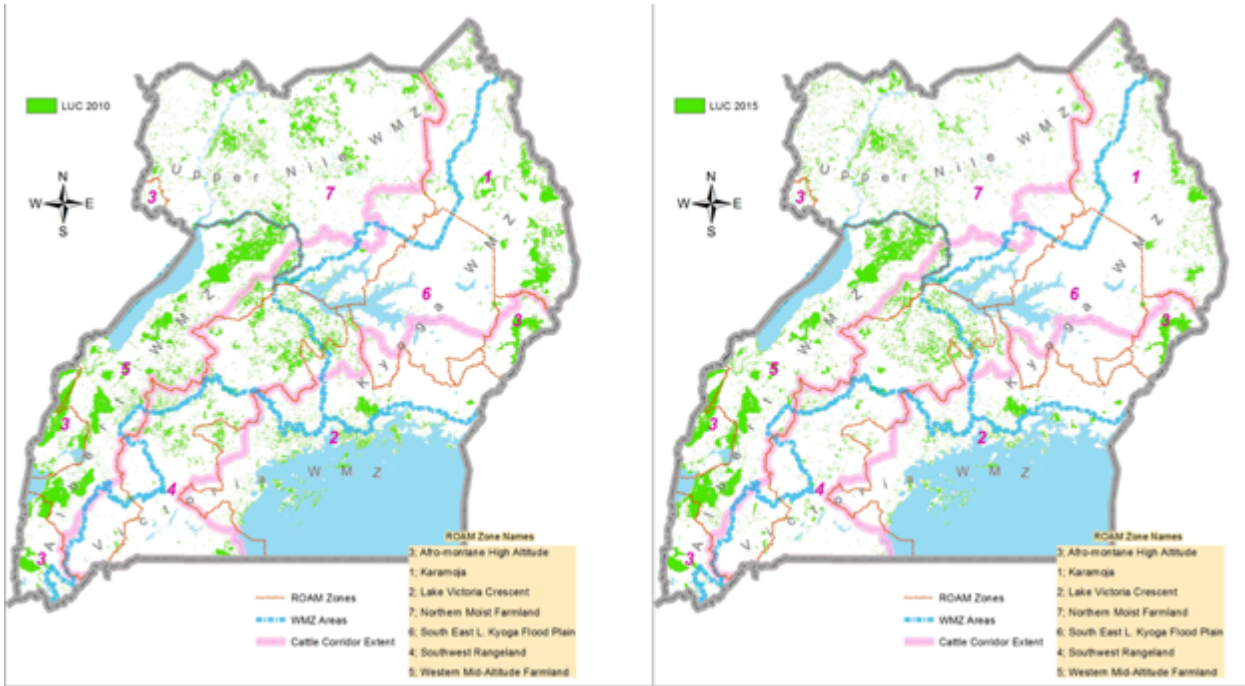 LUC 2010
N
W E
S
Upper Nile WMZ
3
7
1
Kyoga WMZ
6
3
Albert WMZ
5
3
2
Victoria WMZ
4
3
ROAM Zone Names
3; Afro-montane High Altitude
1; Karamoja
2; Lake Victoria Crescent
7; Northern Moist Farmland
6; South East L. Kyoga Flood Plain
4; Southwest Rangeland
5; Western Mid-Altitude Farmland
ROAM Zones
WMZ Areas
Cattle Corridor Extent
LUC 2015
N
W E
S
Upper Nile WMZ
3
7
1
Kyoga WMZ
6
3
Albert WMZ
5
3
2
Victoria WMZ
4
3
ROAM Zone Names
3; Afro-montane High Altitude
1; Karamoja
2; Lake Victoria Crescent
7; Northern Moist Farmland
6; South East L. Kyoga Flood Plain
4; Southwest Rangeland
5; Western Mid-Altitude Farmland
ROAM Zones
WMZ Areas
Cattle Corridor Extent